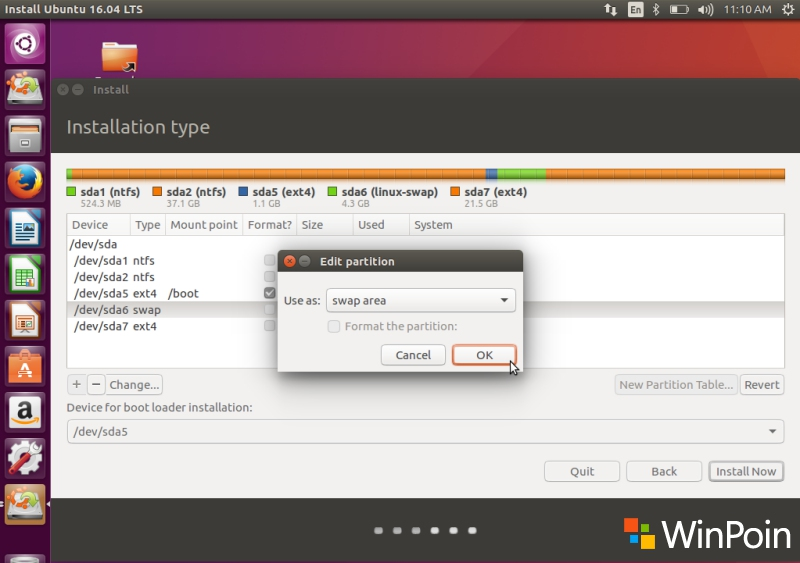 Install Ubuntu 16.04 LTS
En
11:10 AM
Install
Installation type
sda1 (ntfs) sda2 (ntfs) sda5 (ext4) sda6 (linux-swap) sda7 (ext4)
524.3 MB 37.1 GB 1.1 GB 4.3 GB 21.5 GB
Device Type Mount point Format? Size Used System
/dev/sda
/dev/sda1 ntfs
/dev/sda2 ntfs
/dev/sda5 ext4 /boot
/dev/sda6 swap
/dev/sda7 ext4
Edit partition
Use as: swap area
Format the partition:
Cancel OK
+ − Change... New Partition Table... Revert
Device for boot loader installation:
/dev/sda5
Quit Back Install Now
WinPoin